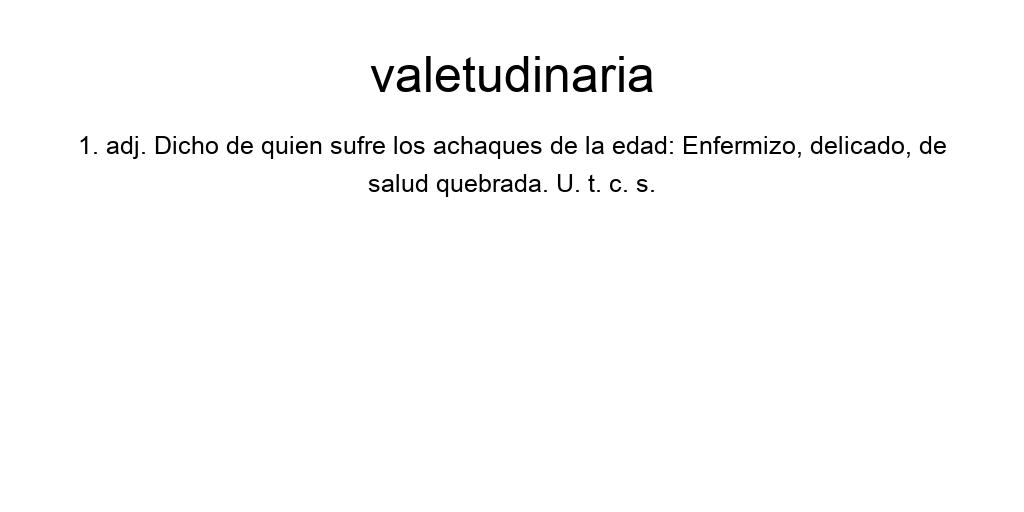 valetudinaria
1. adj. Dicho de quien sufre los achaques de la edad: Enfermizo, delicado, de
salud quebrada. U. t. c. s.